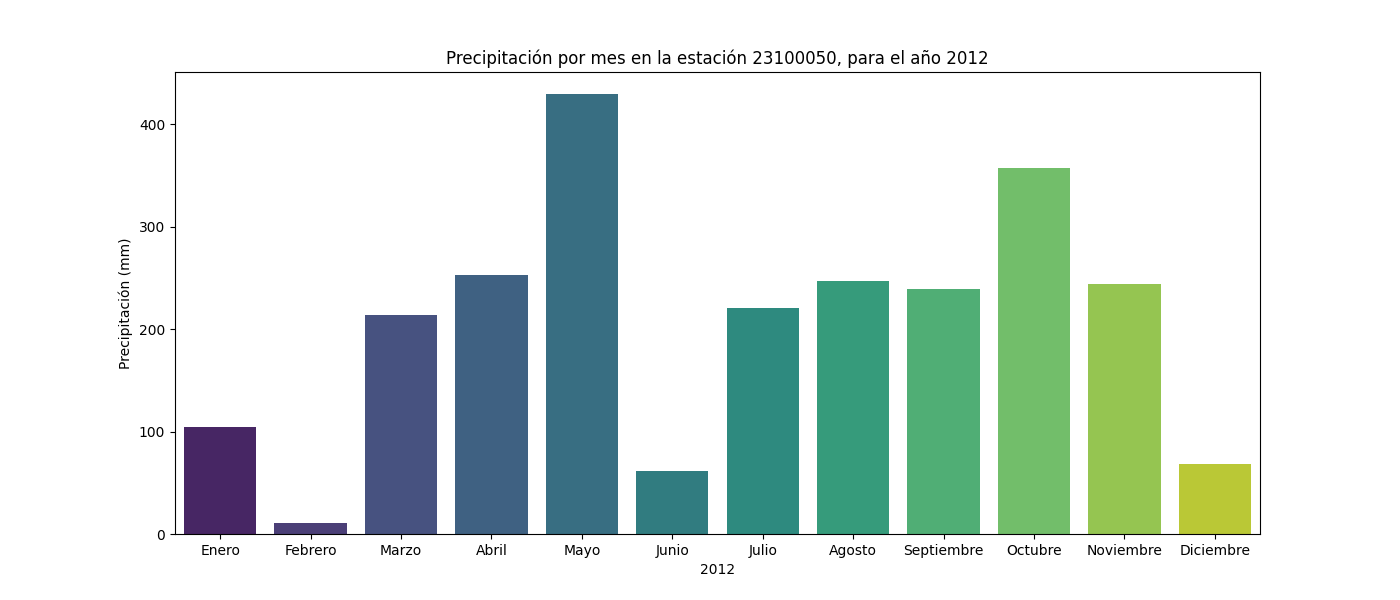 Precipitación por mes en la estación 23100050, para el año 2012
Precipitación (mm)
400
300
200
100
0
Enero Febrero Marzo Abril Mayo Junio Julio Agosto Septiembre Octubre Noviembre Diciembre
2012